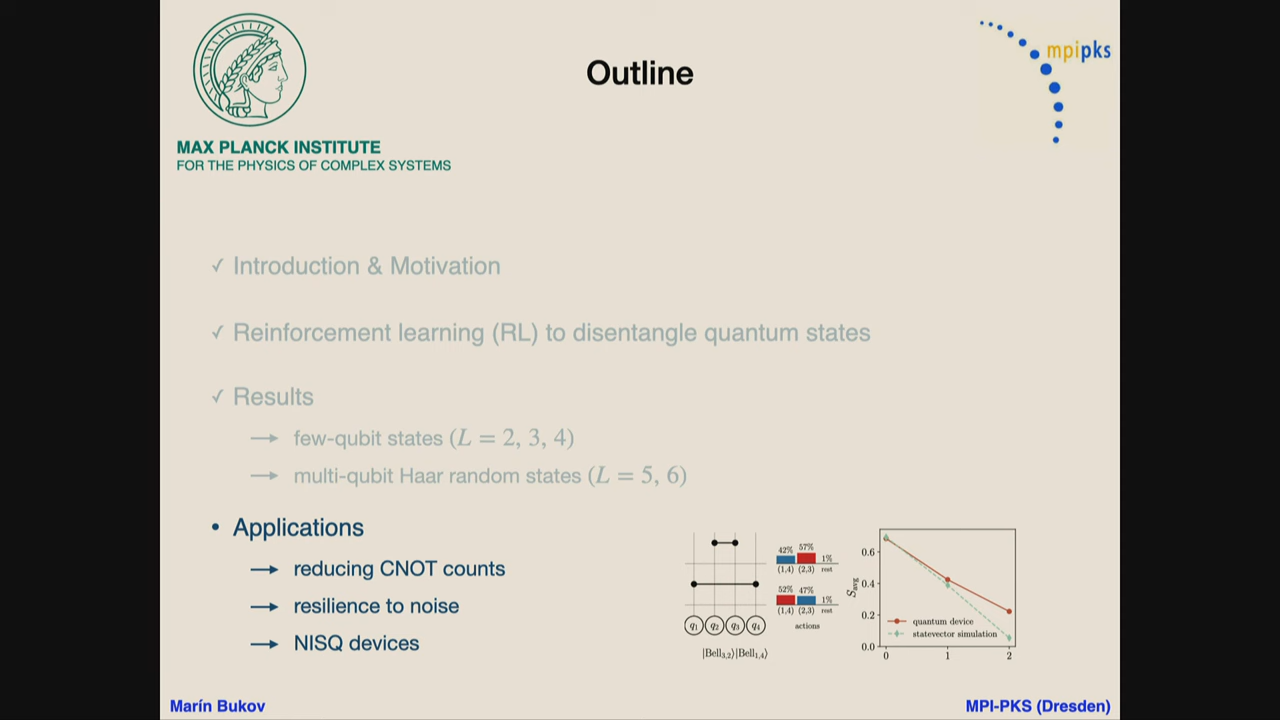 Outline
mpipks
MAX PLANCK INSTITUTE
FOR THE PHYSICS OF COMPLEX SYSTEMS
✓ Introduction & Motivation
✓ Reinforcement learning (RL) to disentangle quantum states
✓ Results
→ few-qubit states (L = 2, 3, 4)
→ multi-qubit Haar random states (L = 5, 6)
• Applications
→ reducing CNOT counts
→ resilience to noise
→ NISQ devices
42% 57% 1%
(1,4) (2,3) rest
52% 47% 1%
(1,4) (2,3) rest
q₁ q₂ q₃ q₄ actions
|Bell₃,₂⟩|Bell₁,₄⟩
S_avg
0.6
0.4
0.2
0.0
quantum device
statevector simulation
0 1 2
Marín Bukov
MPI-PKS (Dresden)